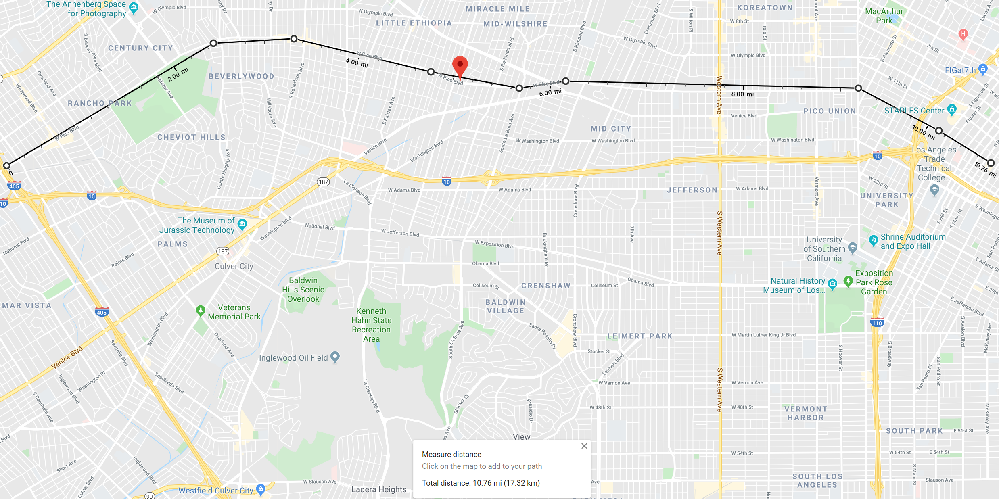 The Annenberg Space
for Photography
W Olympic Blvd
W Olympic Blvd
MIRACLE MILE
LITTLE ETHIOPIA
MID-WILSHIRE
KOREATOWN
W 8th St
MacArthur
Park
Lucas Ave
S Wilton Pl
Crenshaw Blvd
Irolo St
S Rimpau Blvd
W Olympic Blvd
W Olympic Blvd
S Redondo Blvd
S Alvarado St
7th St
H
CENTURY CITY
S Beverly Glen Blvd
W Pico Blvd
4.00 mi
2.00 mi
FIGat7th
W 11th St
BEVERLYWOOD
W Pico Blvd
W Pico Blvd
6.00 mi
8.00 mi
Overland Ave
Westwood Blvd
Motor Ave
S Robertson Blvd
Hillsboro Ave
S Fairfax Ave
Western Ave
S Figueroa St
Flower St
RANCHO PARK
PICO UNION
STAPLES Center
Venice Blvd
MID CITY
10.00 mi
South La Brea Ave
CHEVIOT HILLS
W Pico Blvd
Venice Blvd
Washington Blvd
W Washington Blvd
W Washington Blvd
W Washington Blvd
Los Angeles
Trade
Technical
College...
10
10.76 mi
0
Castle Heights Ave
405
187
10
La Cienega Blvd
W Adams Blvd
W Adams Blvd
JEFFERSON
W Adams Blvd
W 23rd St
UNIVERSITY
PARK
10
10
Crenshaw Blvd
Vermont Ave
S Western Ave
S Hill St
S Main St
E Washington
The Museum of
Jurassic Technology
Washington Blvd
National Blvd
W Jefferson Blvd
W Exposition Blvd
Buckingham Rd
7th Ave
PALMS
National Blvd
187
Palms Blvd
Culver City
University
of Southern
California
Shrine Auditorium
and Expo Hall
San Pedro
E Adams Bl
Obama Blvd
Baldwin
Hills Scenic
Overlook
Coliseum St
CRENSHAW
Coliseum St
Obama Blvd
Natural History
Museum of Los...
Exposition
Park Rose
Garden
E 29th
E Jefferson Blvd
MAR VISTA
405
Veterans
Memorial Park
BALDWIN
VILLAGE
Kenneth
Hahn State
Recreation
Area
110
Washington Blvd
Overland Ave
South La Brea Ave
Santa Rosalia Dr
Crenshaw Blvd
LEIMERT PARK
W Martin Luther King Jr Blvd
S Avalon Blvd
McKinley Ave
Venice Blvd
Sawtelle Blvd
Inglewood Oil Field
Stocker St
Leimert Blvd
S Hoover St
S Broadway
San Pedro St
San Pedro Pl
Inglewood Blvd
Washington Pl
Sepulveda Blvd
La Cienega Blvd
W Vernon Ave
W Vernon Ave
S Western Ave
S Centinela Ave
Stocker St
Presidio Dr
W 48th St
W 48th St
VERMONT
HARBOR
McKinley Ave
SOUTH PARK
E 51st St
Blvd
ea Ave
View
Measure distance
Click on the map to add to your path
Total distance: 10.76 mi (17.32 km)
W 54th St
W 54th St
E 54th St
Short Ave
Inglewood Blvd
Culver Blvd
W Slauson Ave
Ave
SOUTH LOS
ANGELES
S Main St
Slauson Ave
Westfield Culver City
90
Ladera Heights